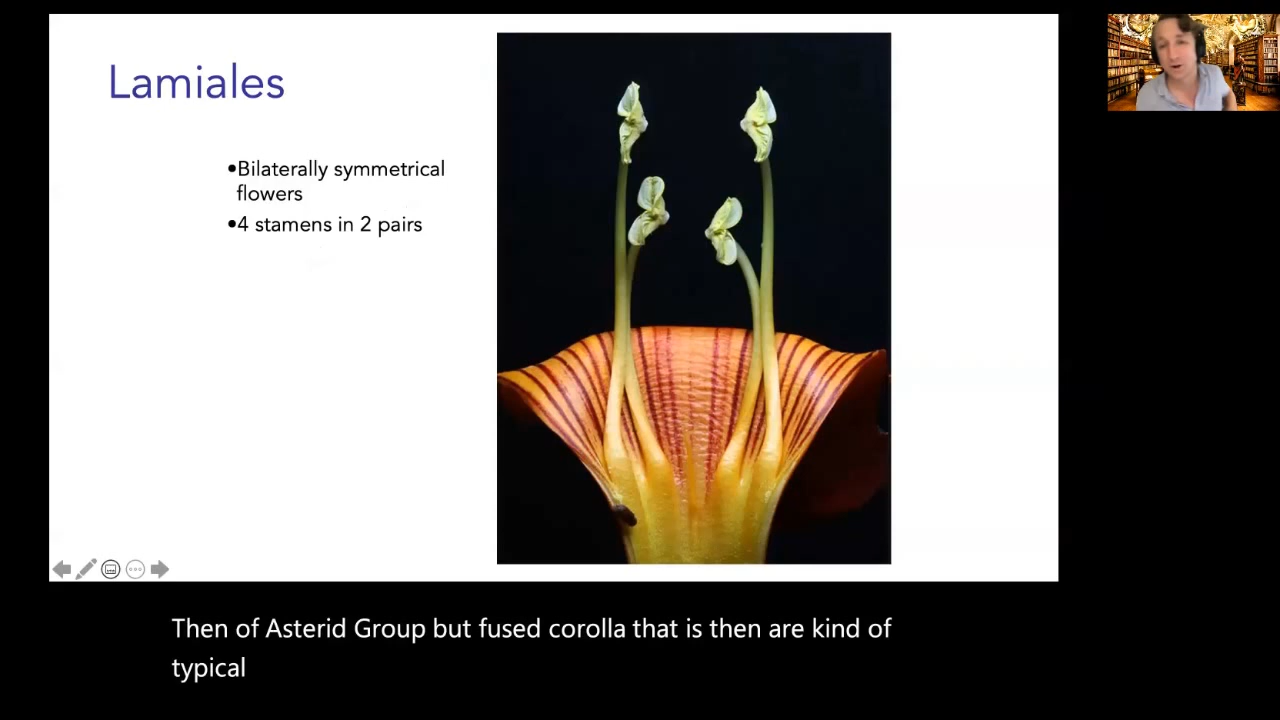 Lamiales
•Bilaterally symmetrical
flowers
•4 stamens in 2 pairs
Then of Asterid Group but fused corolla that is then are kind of
typical